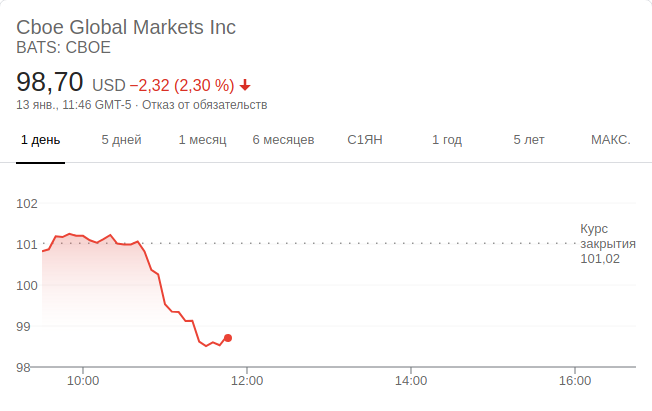 Cboe Global Markets Inc
BATS: CBOE
98,70 USD −2,32 (2,30 %)
13 янв., 11:46 GMT-5 · Отказ от обязательств
1 день 5 дней 1 месяц 6 месяцев С1ЯН 1 год 5 лет МАКС.
102
101
100
99
98
Курс
закрытия
101,02
10:00 12:00 14:00 16:00